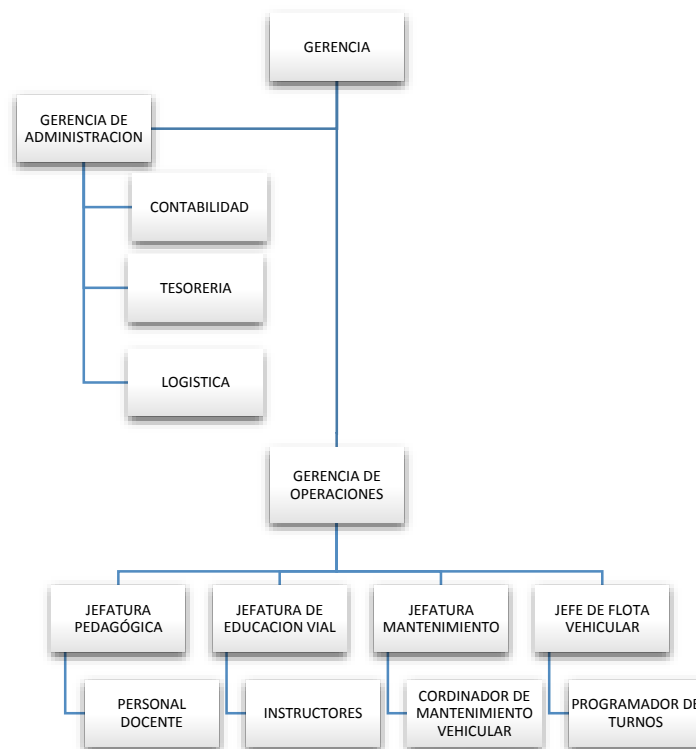 GERENCIA
GERENCIA DE
ADMINISTRACION
CONTABILIDAD
TESORERIA
LOGISTICA
GERENCIA DE
OPERACIONES
JEFATURA
PEDAGÓGICA
JEFATURA DE
EDUCACION VIAL
JEFATURA
MANTENIMIENTO
JEFE DE FLOTA
VEHICULAR
PERSONAL
DOCENTE
INSTRUCTORES
CORDINADOR DE
MANTENIMIENTO
VEHICULAR
PROGRAMADOR DE
TURNOS